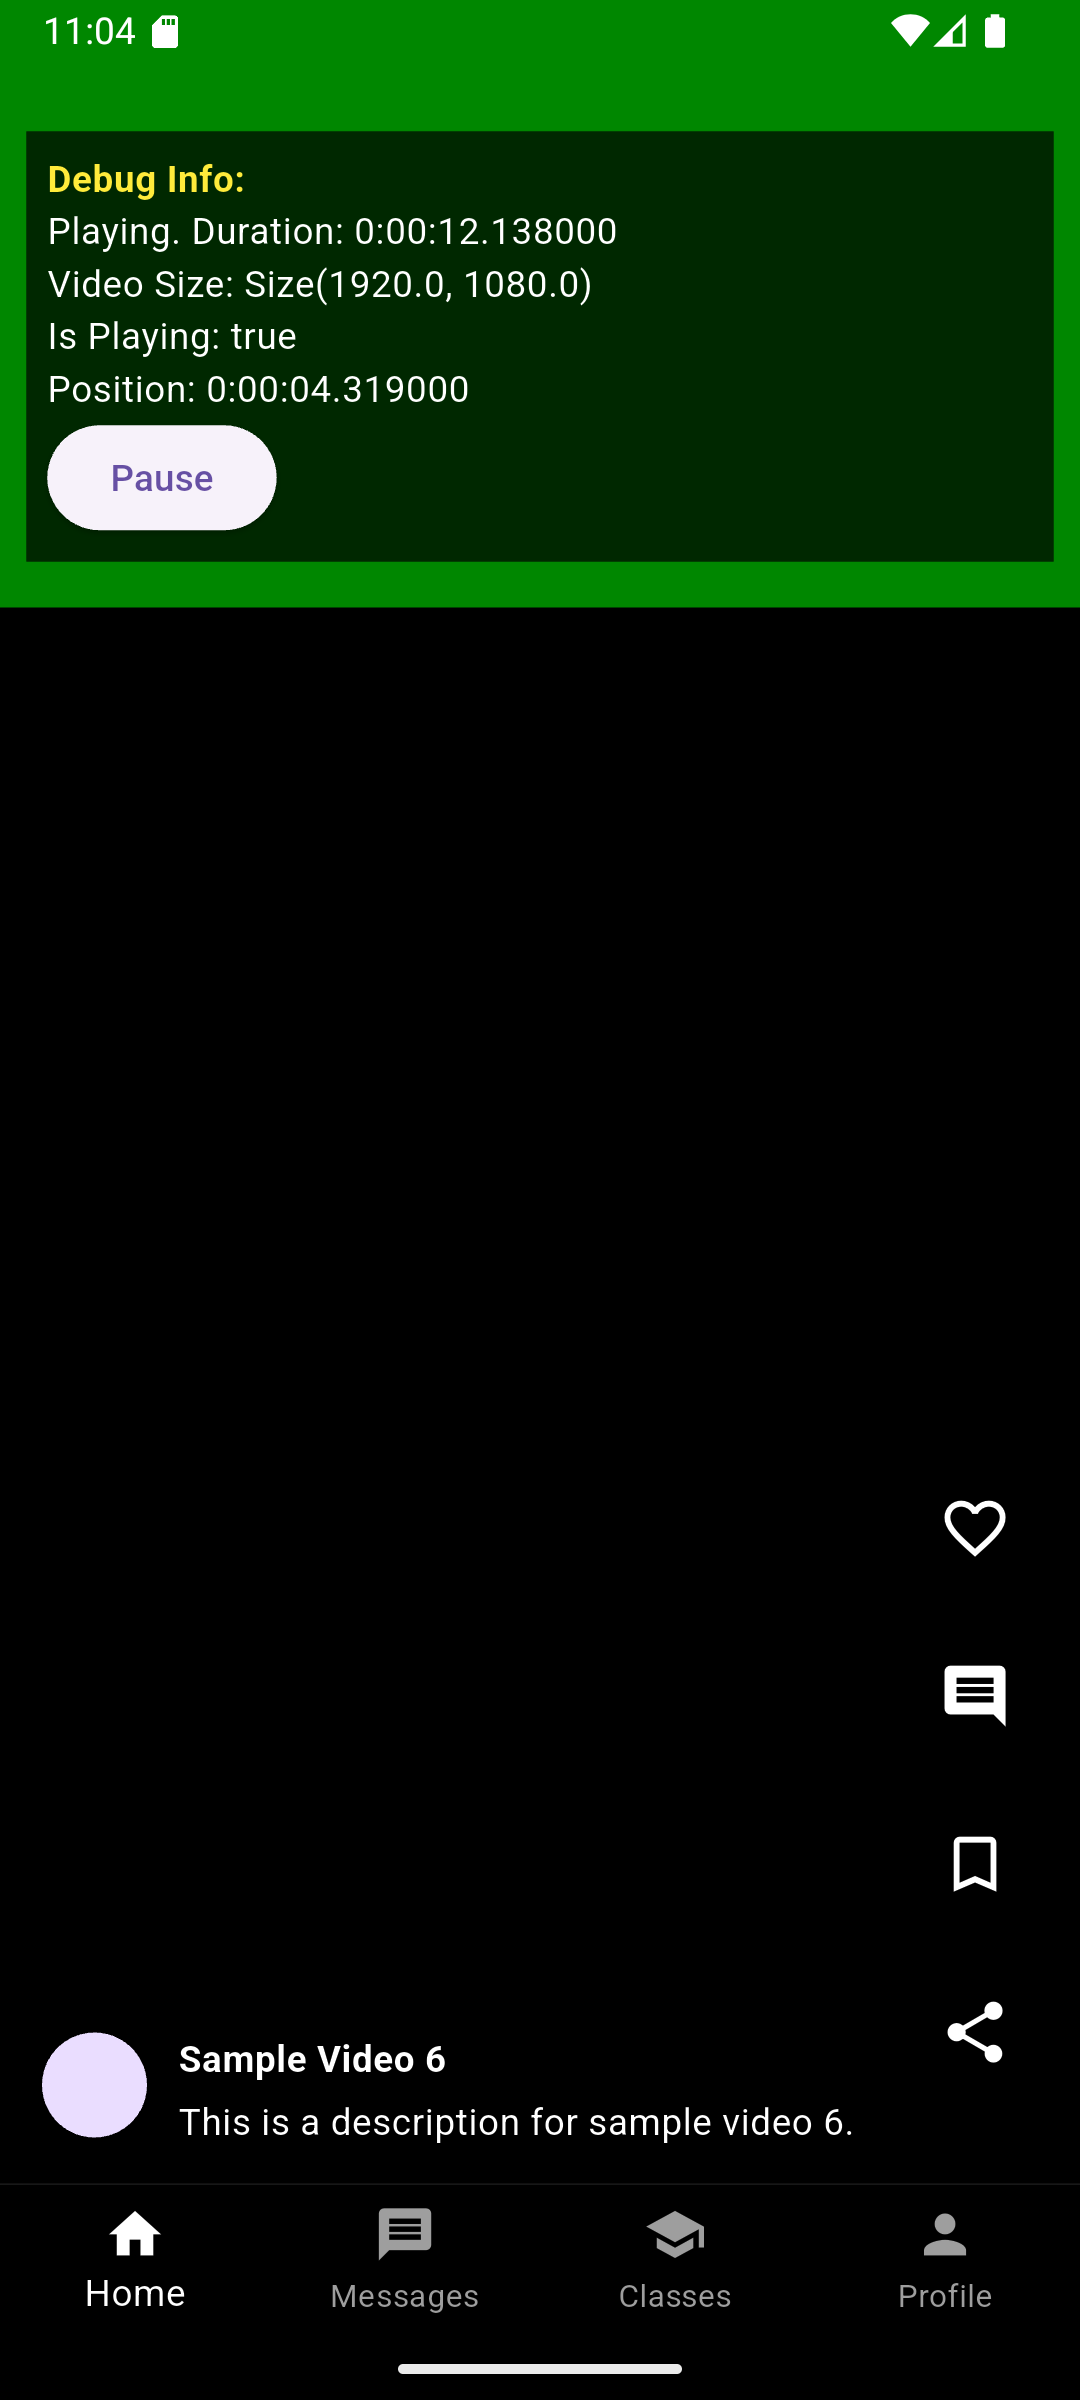 11:04
Debug Info:
Playing. Duration: 0:00:12.138000
Video Size: Size(1920.0, 1080.0)
Is Playing: true
Position: 0:00:04.319000
Pause
Sample Video 6
This is a description for sample video 6.
Home
Messages
Classes
Profile